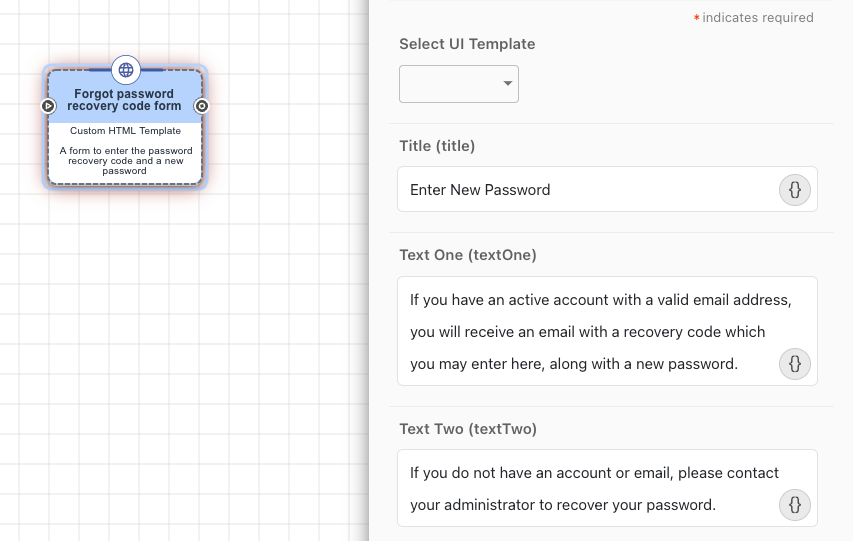 Forgot password
recovery code form
Custom HTML Template
A form to enter the password
recovery code and a new
password
* indicates required
Select UI Template
Title (title)
Enter New Password
{}
Text One (textOne)
If you have an active account with a valid email address,
you will receive an email with a recovery code which
you may enter here, along with a new password.
{}
Text Two (textTwo)
If you do not have an account or email, please contact
your administrator to recover your password.
{}